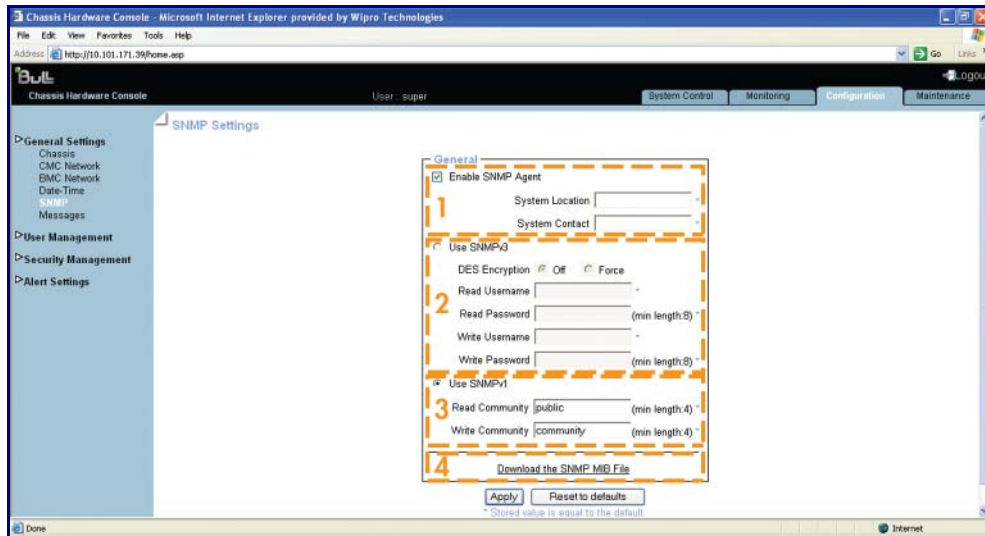 Chassis Hardware Console - Microsoft Internet Explorer provided by Wipro Technologies
File Edit View Favorites Tools Help
Address http://10.101.171.39/home.asp Go Links
Bull Logou
Chassis Hardware Console User : super System Control Monitoring Configuration Maintenance
SNMP Settings
General Settings
Chassis
CMC Network
BMC Network
Date-Time
SNMP
Messages
User Management
Security Management
Alert Settings
General
1
Enable SNMP Agent
System Location *
System Contact *
2
Use SNMPv3
DES Encryption Off Force
Read Username *
Read Password (min length:8) *
Write Username *
Write Password (min length:8) *
3
Use SNMPv1
Read Community public (min length:4) *
Write Community community (min length:4) *
4
Download the SNMP MIB File
Apply Reset to defaults
* Stored value is equal to the default.
Done Internet